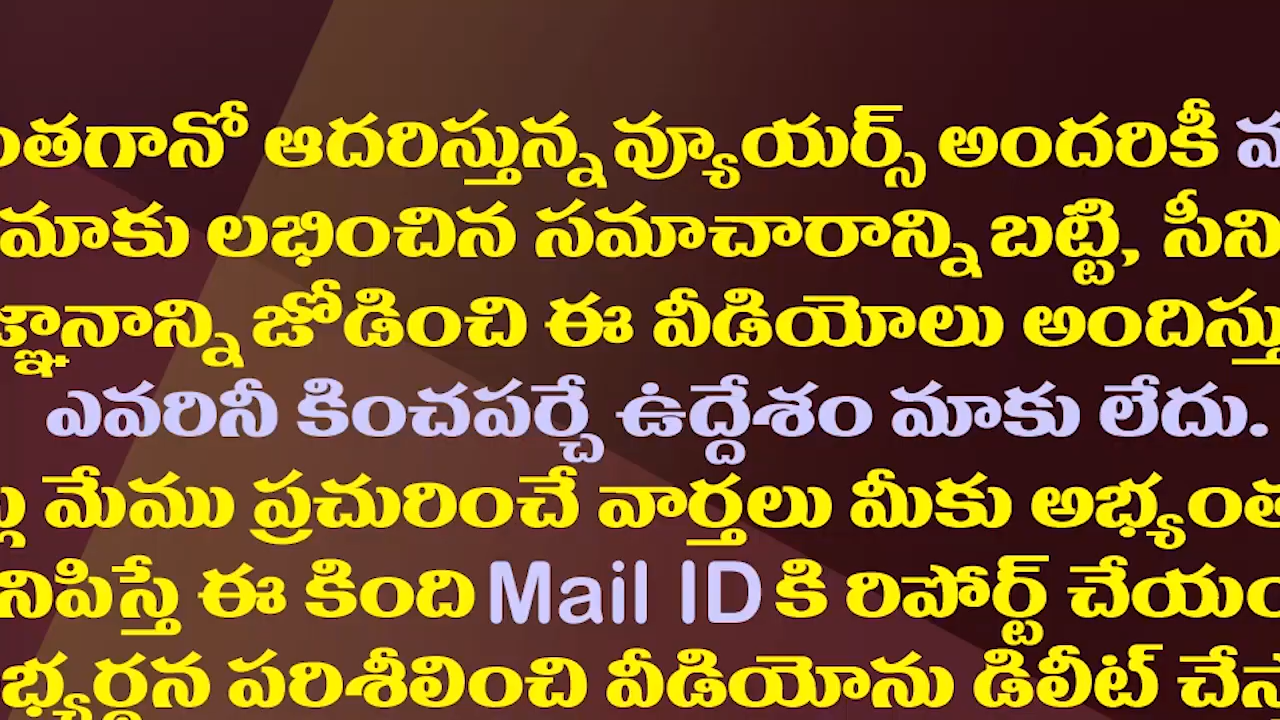 ంతగానో ఆదరిస్తున్న వ్యూయర్స్ అందరికీ
మాకు లభించిన సమాచారాన్ని బట్టి, సీని
జ్ఞానాన్ని జోడించి ఈ వీడియోలు అందిస్తు
ఎవరినీ కించపర్చే ఉద్దేశం మాకు లేదు.
మేము ప్రచురించే వార్తలు మీకు అభ్యంత
నిపిస్తే ఈ కింది Mail ID కి రిపోర్ట్ చేయం
భ్యర్థన పరిశీలించి వీడియోను డిలీట్ చేస